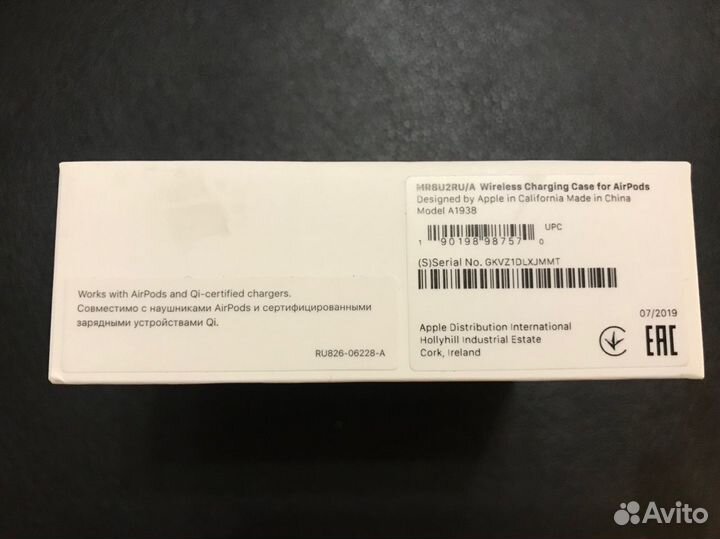 MR8U2RU/A Wireless Charging Case for AirPods
Designed by Apple in California Made in China
Model A1938
UPC
1 90198 98757 0
(S)Serial No. GKVZ1DLXJMMT
Works with AirPods and Qi-certified chargers.
Совместимо с наушниками AirPods и сертифицированными
зарядными устройствами Qi.
RU826-06228-A
07/2019
Apple Distribution International
Hollyhill Industrial Estate
Cork, Ireland
EAC
Avito